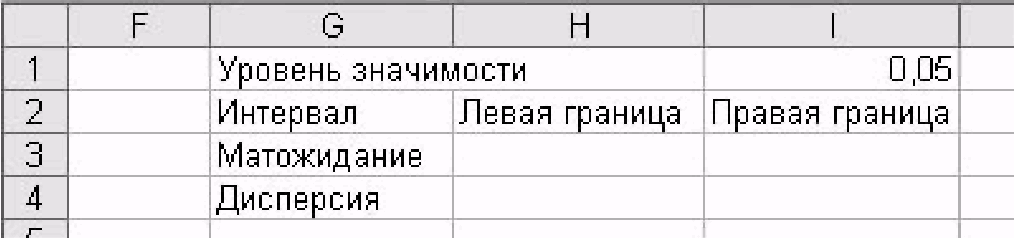 F G H I
1 Уровень значимости 0,05
2 Интервал Левая граница Правая граница
3 Матожидание
4 Дисперсия